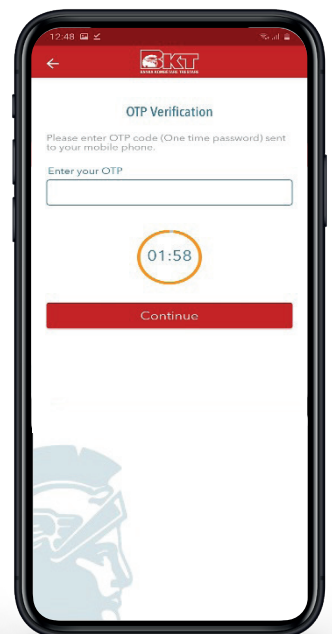 12:48
BKT
OTP Verification
Please enter OTP code (One time password) sent
to your mobile phone.
Enter your OTP
01:58
Continue